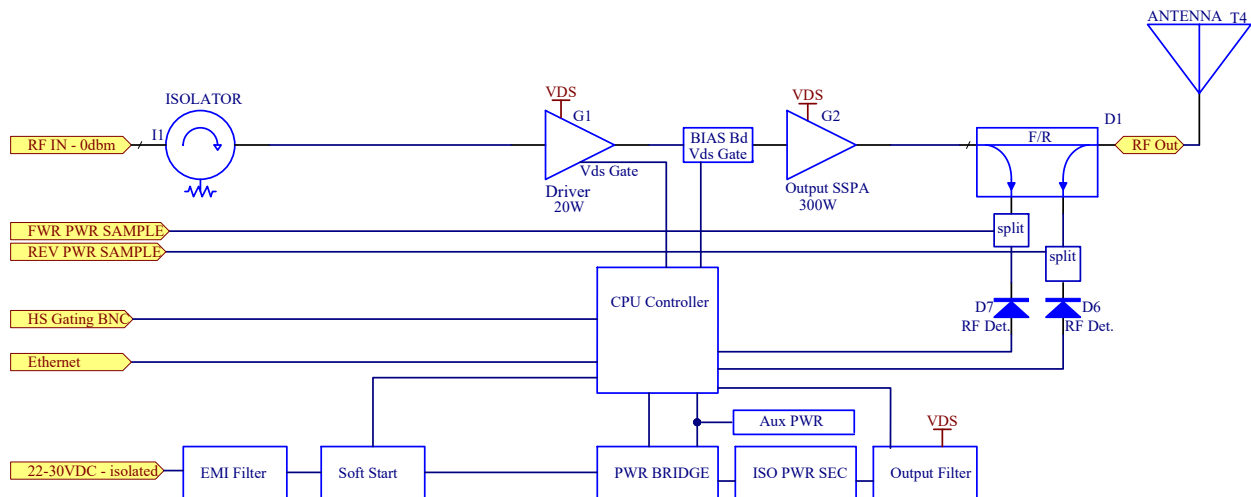 ANTENNA T4
ISOLATOR
VDS
VDS
I1
G1
G2
D1
RF IN - 0dbm
BIAS Bd
Vds Gate
F/R
RF Out
Vds Gate
Driver
20W
Output SSPA
300W
FWR PWR SAMPLE
split
REV PWR SAMPLE
split
CPU Controller
D7
D6
HS Gating BNC
RF Det.
RF Det.
Ethernet
Aux PWR
VDS
22-30VDC - isolated
EMI Filter
Soft Start
PWR BRIDGE
ISO PWR SEC
Output Filter